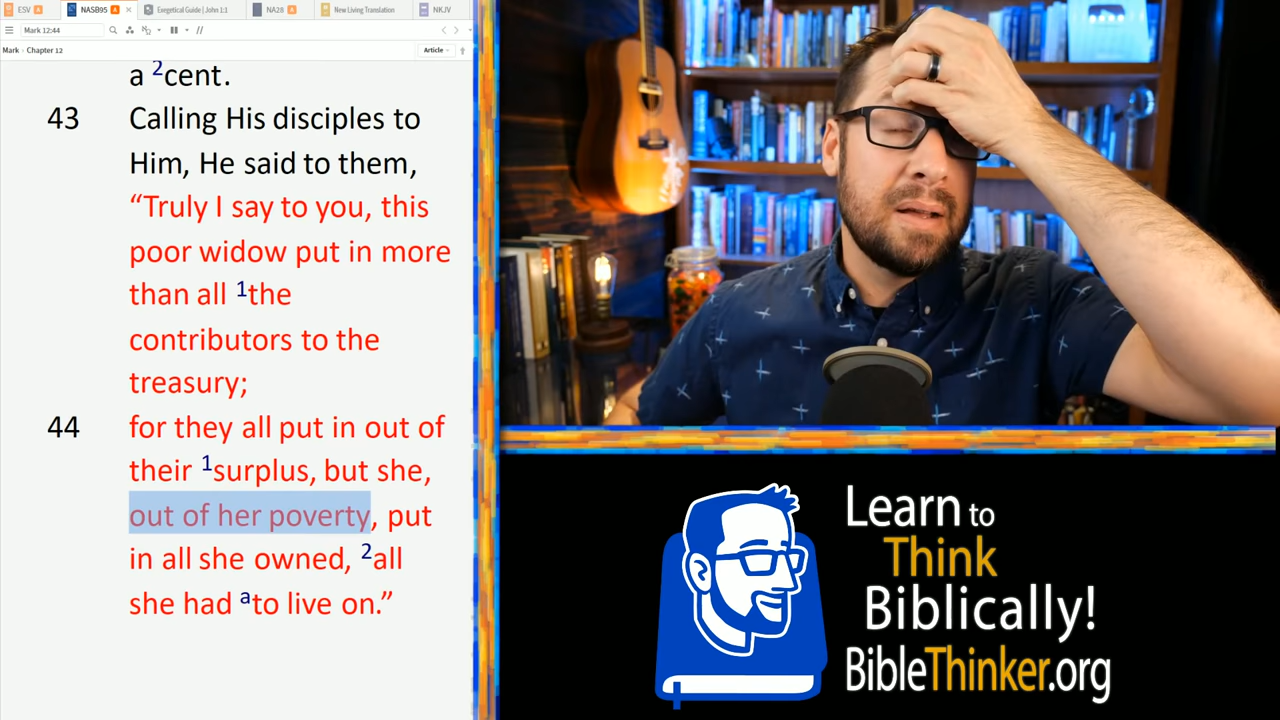 ESV A NASB95 A × Exegetical Guide | John 1:1 NA28 A New Living Translation NKJV
Mark 12:44
Mark › Chapter 12 Article
a ²cent.
43 Calling His disciples to
Him, He said to them,
“Truly I say to you, this
poor widow put in more
than all ¹the
contributors to the
treasury;
44 for they all put in out of
their ¹surplus, but she,
out of her poverty, put
in all she owned, ²all
she had ᵃto live on.”
Learn to
Think
Biblically!
BibleThinker.org